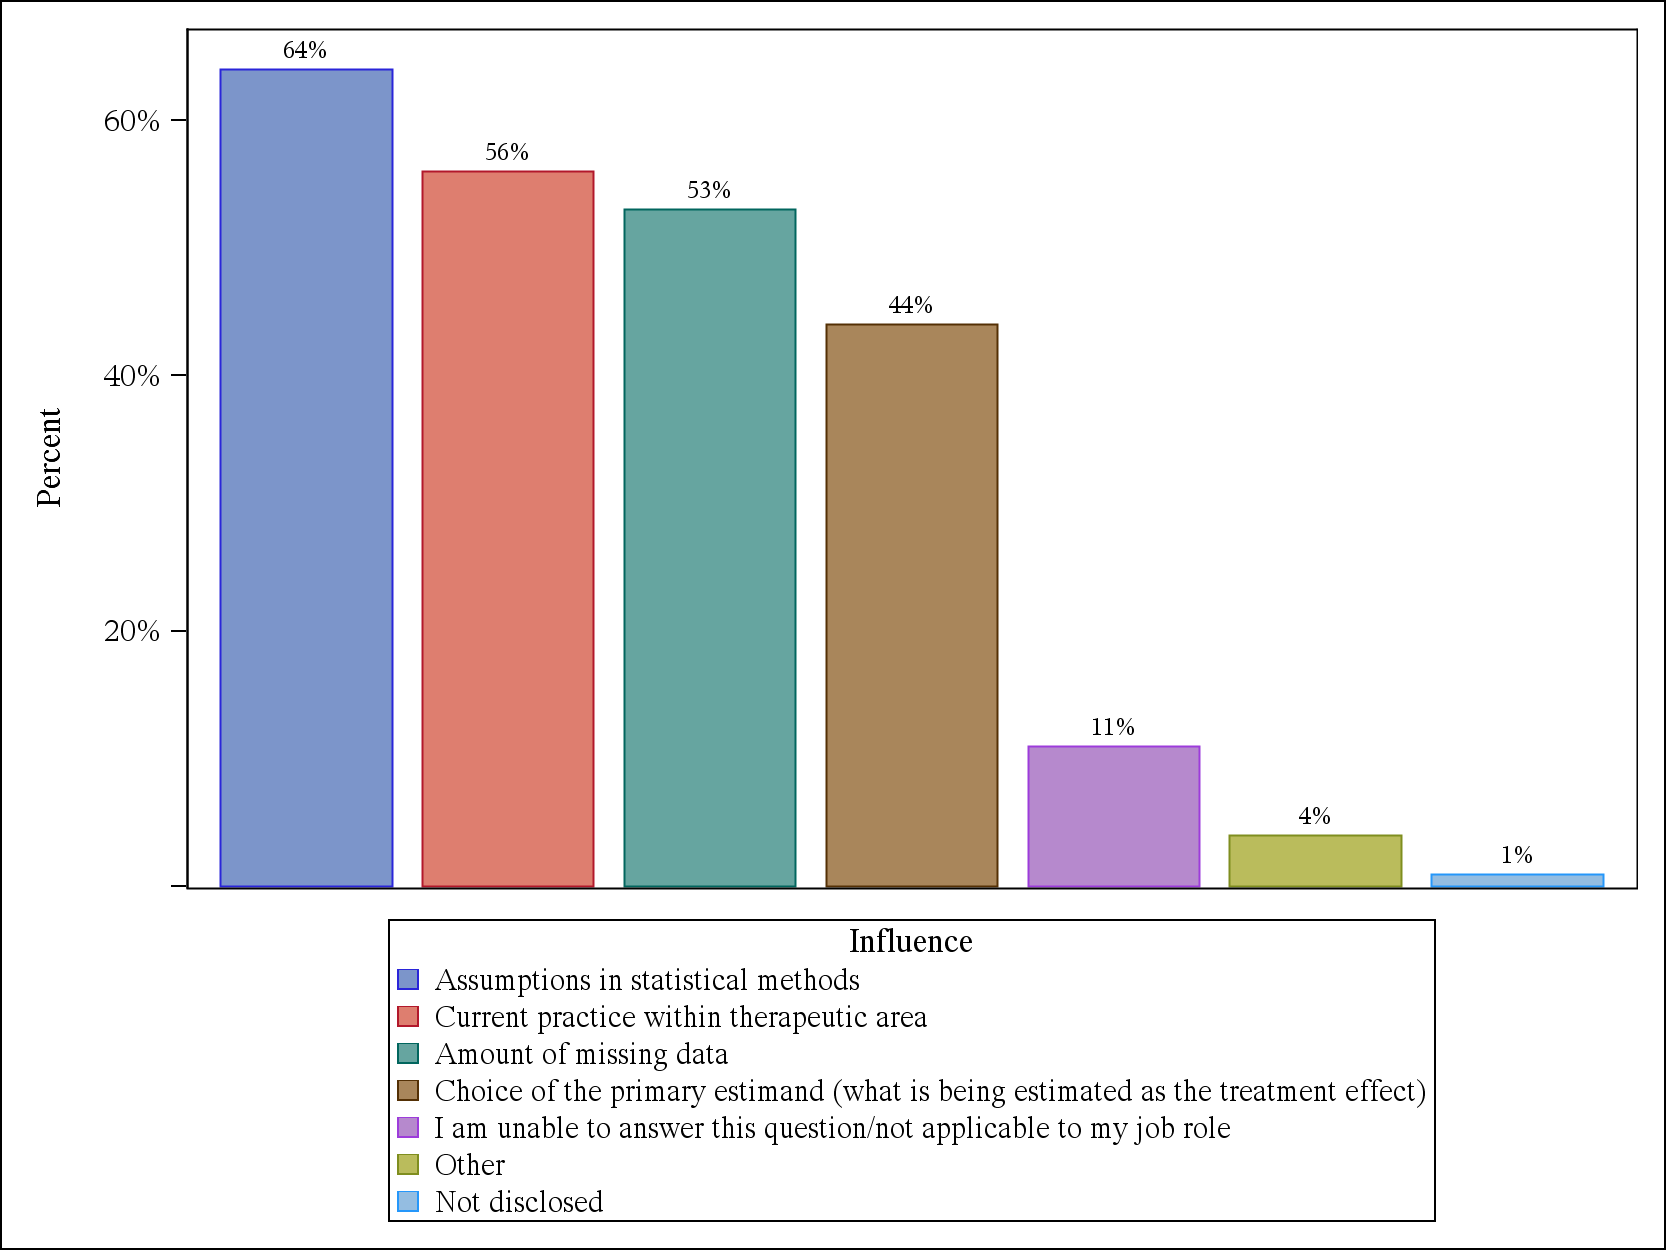 64%
56%
53%
44%
11%
4%
1%
60%
40%
20%
Percent
Influence
Assumptions in statistical methods
Current practice within therapeutic area
Amount of missing data
Choice of the primary estimand (what is being estimated as the treatment effect)
I am unable to answer this question/not applicable to my job role
Other
Not disclosed